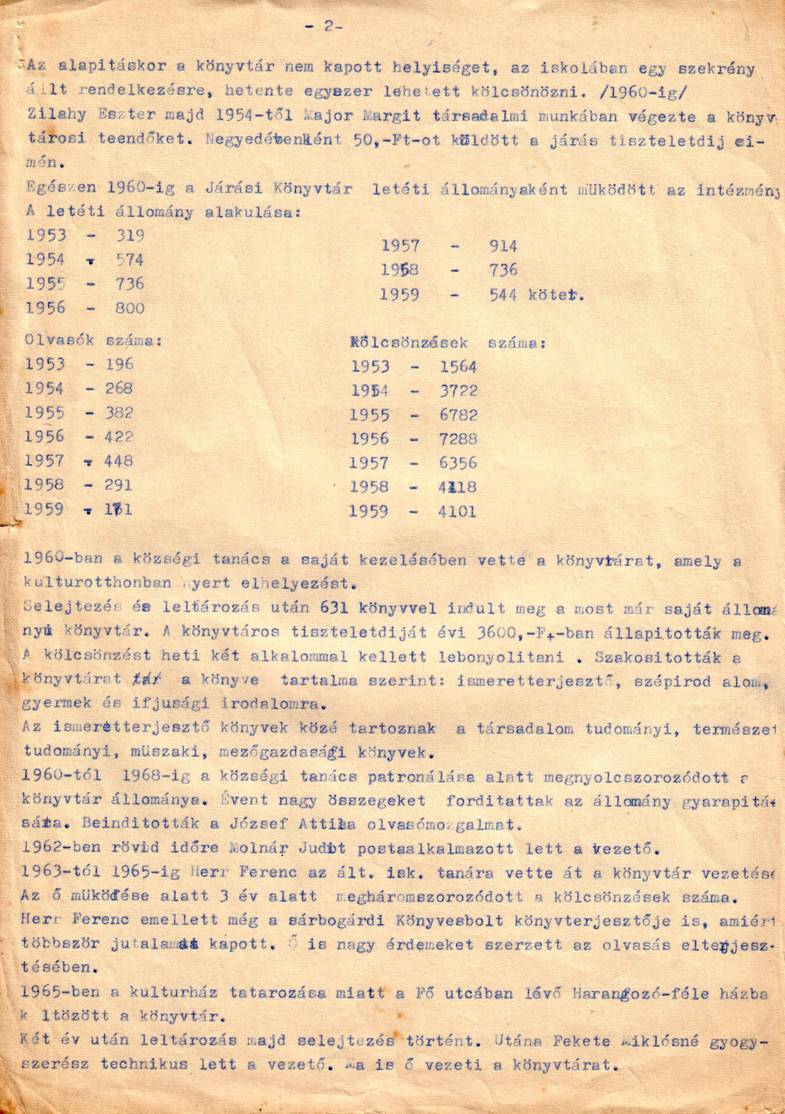 - 2-
Az alapitáskor a könyvtár nem kapott helyiséget, az iskolában egy szekrény
állt rendelkezésre, hetente egyszer lehetett kölcsönözni. /1960-ig/
Zilahy Eszter majd 1954-től Major Margit társadalmi munkában végezte a könyv
tárosi teendőket. Negyedévenként 50,-Ft-ot küldött a járás tiszteletdij ci-
mén.
Egészen 1960-ig a Járási Könyvtár letéti állományaként müködött az intézmény
A letéti állomány alakulása:
1953 - 319
1954 - 574
1955 - 736
1956 - 800
1957 - 914
1958 - 736
1959 - 544 kötet.
Olvasók száma:
1953 - 196
1954 - 268
1955 - 382
1956 - 422
1957 - 448
1958 - 291
1959 -
Kölcsönzések száma:
1953 - 1564
1954 - 3722
1955 - 6782
1956 - 7288
1957 - 6356
1958 - 4118
1959 - 4101
1960-ban a községi tanács a saját kezelésében vette a könyvtárat, amely a
kulturotthonban nyert elhelyezést.
Selejtezés és leltározás után 631 könyvvel indult meg a most már saját állomá
nyú könyvtár. A könyvtáros tiszteletdiját évi 3600,-Ft-ban állapitották meg.
A kölcsönzést heti két alkalommal kellett lebonyolitani . Szakositották a
könyvtárat a könyve tartalma szerint: ismeretterjesztő, szépirod alom,
gyermek és ifjusági irodalomra.
Az ismeretterjesztő könyvek közé tartoznak a társadalom tudományi, természet
tudományi, müszaki, mezőgazdasági könyvek.
1960-tól 1968-ig a községi tanács patronálása alatt megnyolcszorozódott a
könyvtár állománya. Évent nagy összegeket forditattak az állomány gyarapitá-
sára. Beinditották a József Attila olvasómozgalmat.
1962-ben rövid időre Molnár Judit postaalkalmazott lett a vezető.
1963-tól 1965-ig Herr Ferenc az ált. isk. tanára vette át a könyvtár vezetésé
Az ő müködése alatt 3 év alatt megháromszorozódott a kölcsönzések száma.
Herr Ferenc emellett még a sárbogárdi Könyvesbolt könyvterjesztője is, amiért
többször jutalmat kapott. Ő is nagy érdemeket szerzett az olvasás elterjesz-
tésében.
1965-ben a kulturház tatarozása miatt a Fő utcában lévő Harangozó-féle házba
költözött a könyvtár.
Két év után leltározás majd selejtezés történt. Utána Fekete Miklósné gyogy-
szerész technikus lett a vezető. Ma is ő vezeti a könyvtárat.